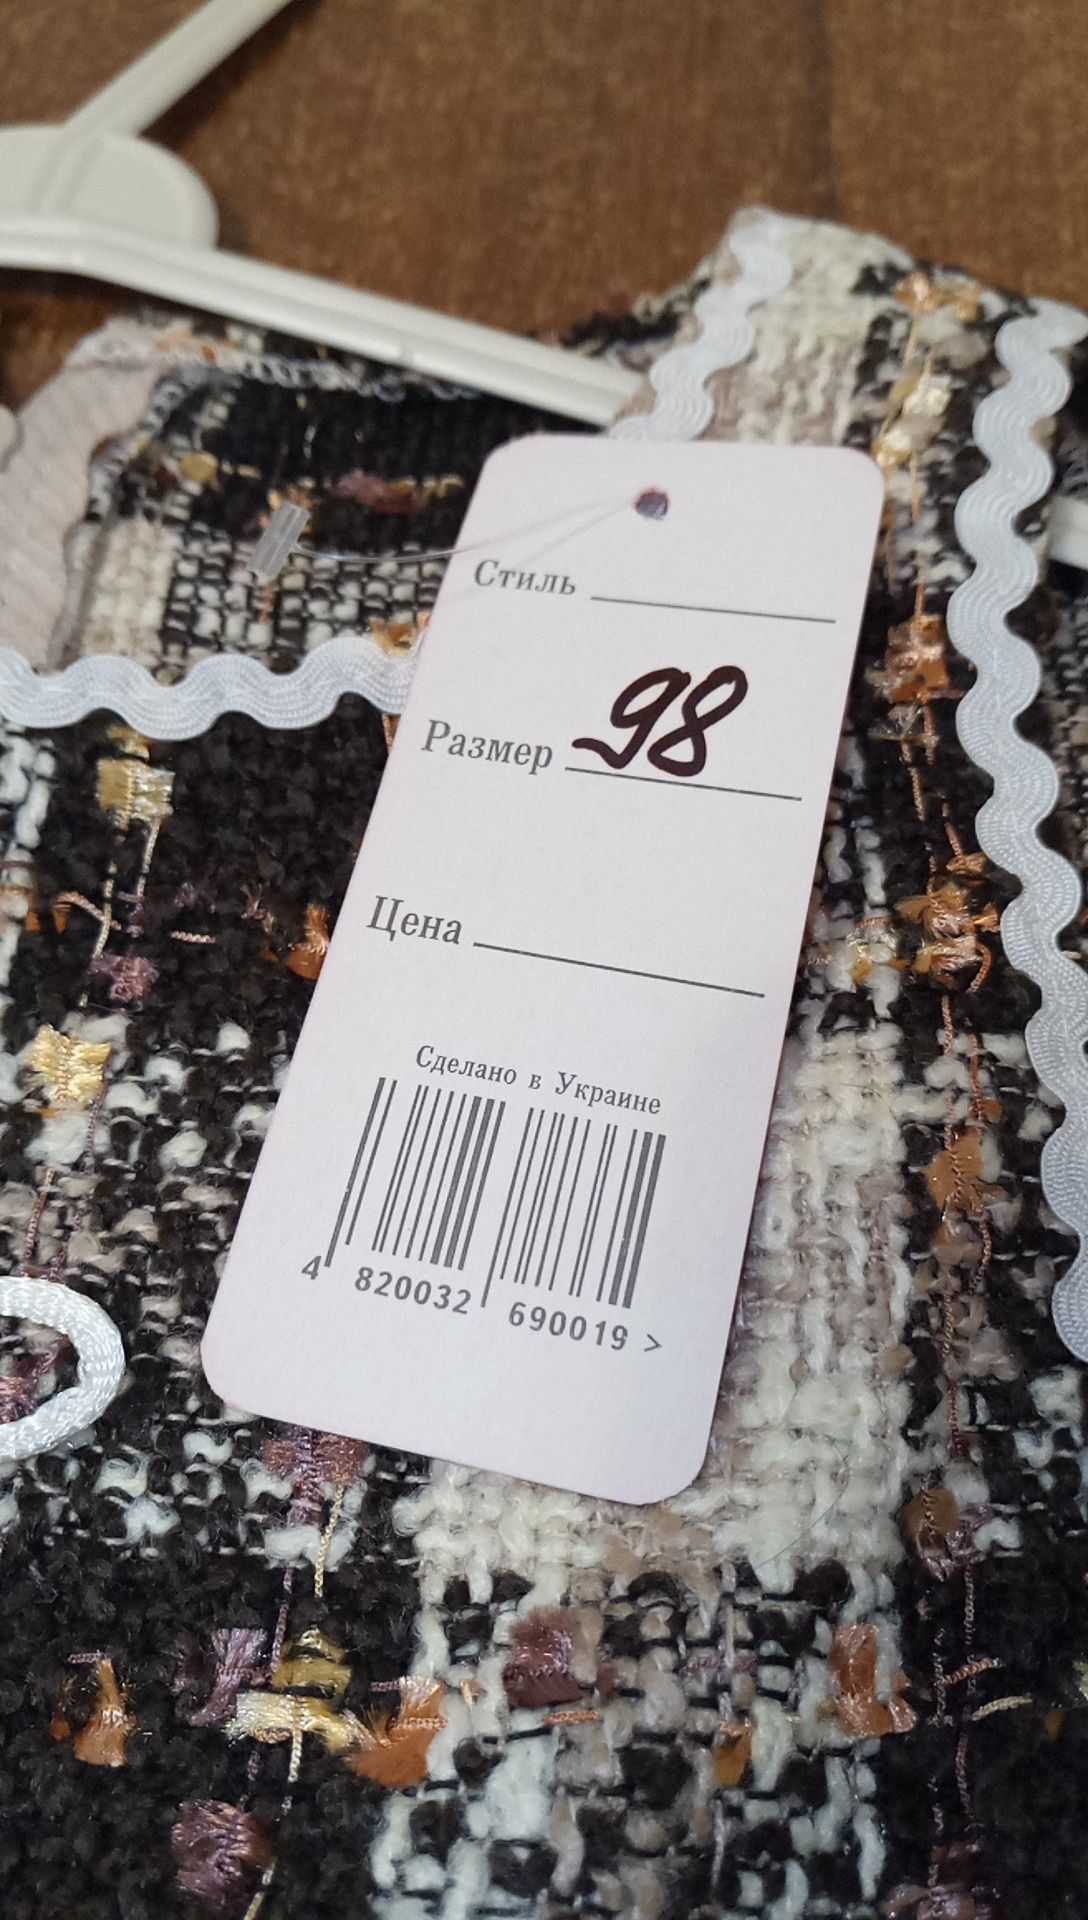 Стиль
Размер 98
Цена
Сделано в Украине
4 820032 690019 >